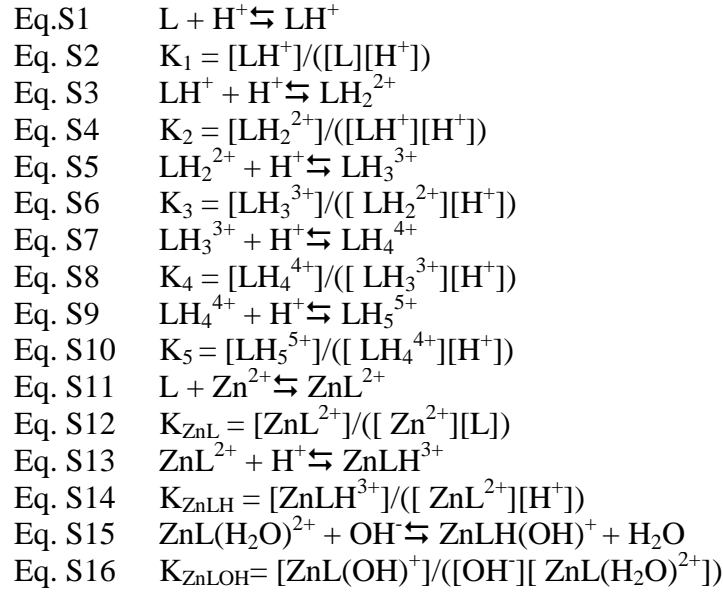 Eq.S1 L + H⁺ ⇆ LH⁺
Eq. S2 K₁ = [LH⁺]/([L][H⁺])
Eq. S3 LH⁺ + H⁺ ⇆ LH₂²⁺
Eq. S4 K₂ = [LH₂²⁺]/([LH⁺][H⁺])
Eq. S5 LH₂²⁺ + H⁺ ⇆ LH₃³⁺
Eq. S6 K₃ = [LH₃³⁺]/([ LH₂²⁺][H⁺])
Eq. S7 LH₃³⁺ + H⁺ ⇆ LH₄⁴⁺
Eq. S8 K₄ = [LH₄⁴⁺]/([ LH₃³⁺][H⁺])
Eq. S9 LH₄⁴⁺ + H⁺ ⇆ LH₅⁵⁺
Eq. S10 K₅ = [LH₅⁵⁺]/([ LH₄⁴⁺][H⁺])
Eq. S11 L + Zn²⁺ ⇆ ZnL²⁺
Eq. S12 K_ZnL = [ZnL²⁺]/([ Zn²⁺][L])
Eq. S13 ZnL²⁺ + H⁺ ⇆ ZnLH³⁺
Eq. S14 K_ZnLH = [ZnLH³⁺]/([ ZnL²⁺][H⁺])
Eq. S15 ZnL(H₂O)²⁺ + OH⁻ ⇆ ZnLH(OH)⁺ + H₂O
Eq. S16 K_ZnLOH= [ZnL(OH)⁺]/([OH⁻][ ZnL(H₂O)²⁺])